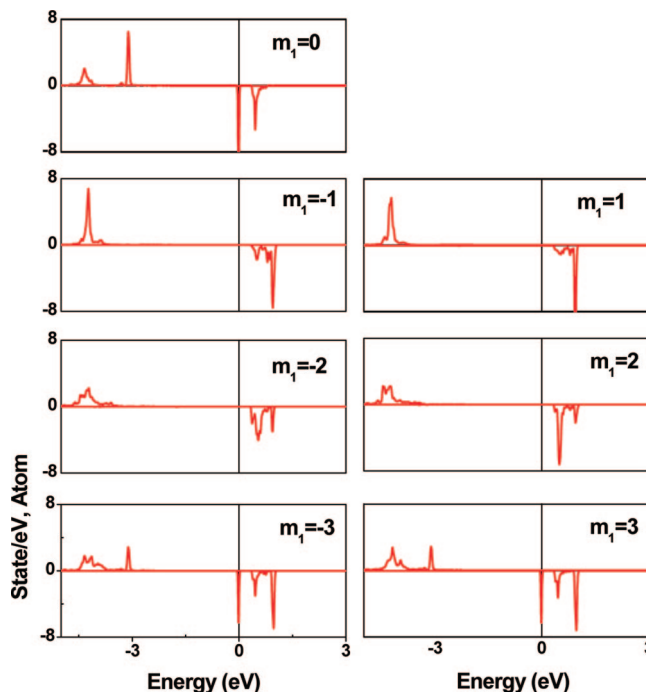 8
m1=0
0
-8
8
m1=-1
m1=1
0
-8
8
m1=-2
m1=2
0
-8
8
m1=-3
m1=3
0
-8
-3 0 3
-3 0 3
State/eV, Atom
Energy (eV)
Energy (eV)